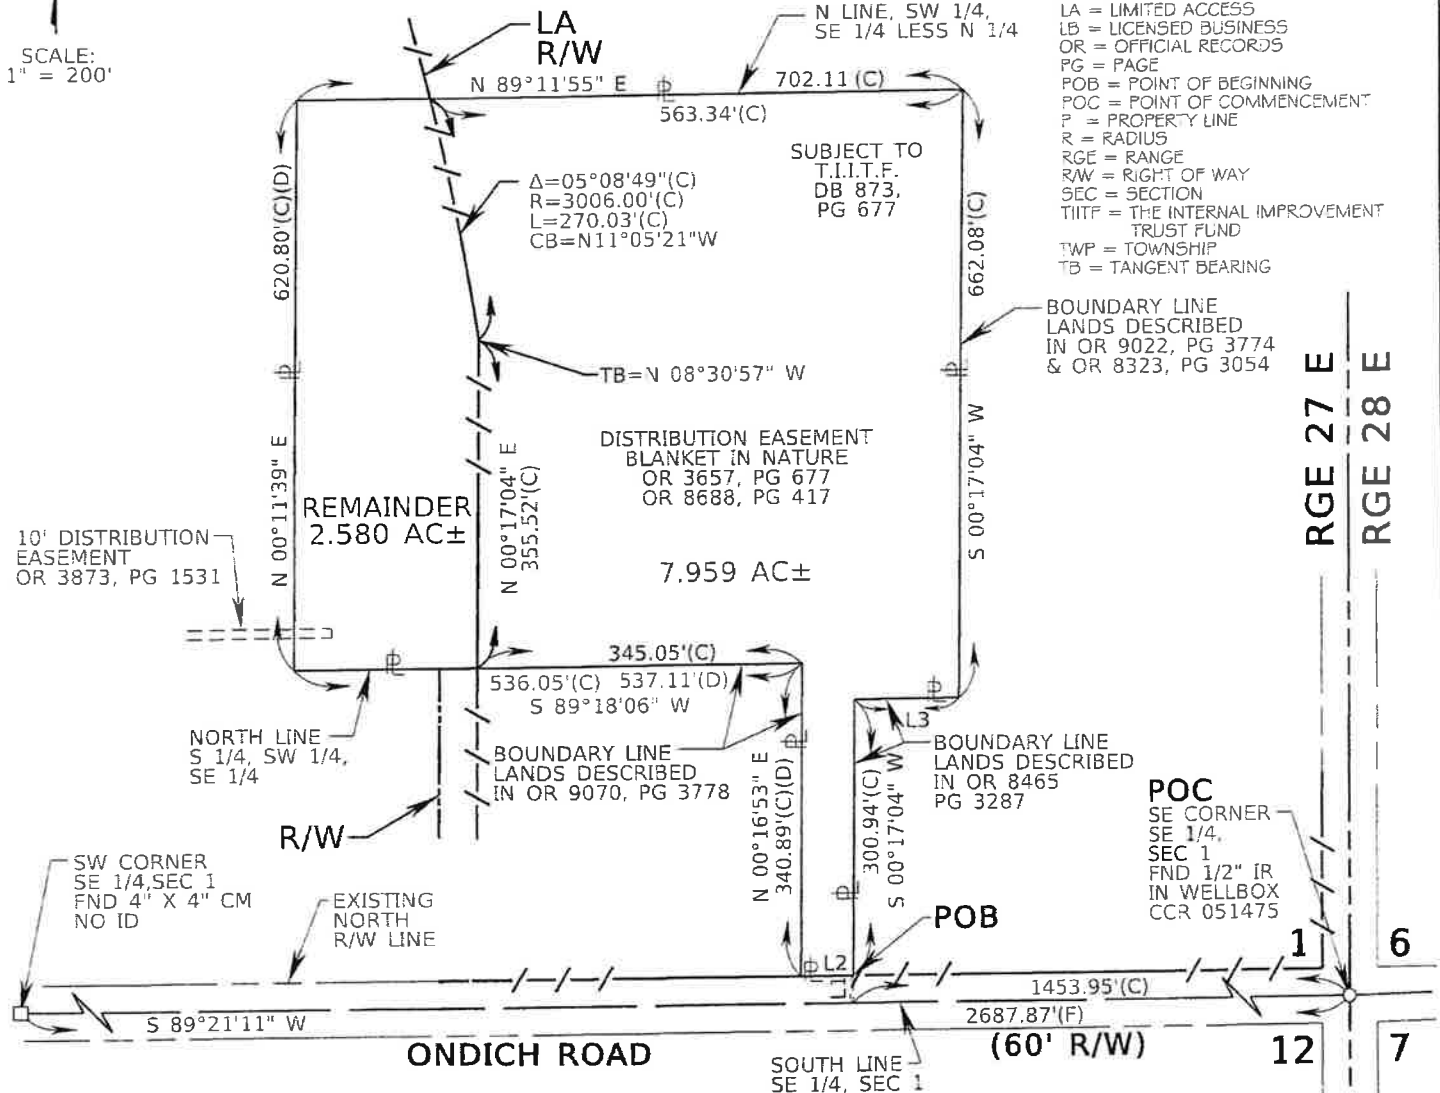 SCALE:
1" = 200'
LA
R/W
N LINE, SW 1/4,
SE 1/4 LESS N 1/4
LA = LIMITED ACCESS
LB = LICENSED BUSINESS
OR = OFFICIAL RECORDS
PG = PAGE
POB = POINT OF BEGINNING
POC = POINT OF COMMENCEMENT
P = PROPERTY LINE
R = RADIUS
RGE = RANGE
R/W = RIGHT OF WAY
SEC = SECTION
TIITF = THE INTERNAL IMPROVEMENT
TRUST FUND
TWP = TOWNSHIP
TB = TANGENT BEARING
N 89°11'55" E
702.11 (C)
563.34'(C)
SUBJECT TO
T.I.I.T.F.
DB 873,
PG 677
Δ=05°08'49"(C)
R=3006.00'(C)
L=270.03'(C)
CB=N11°05'21"W
620.80'(C)(D)
N 00°11'39" E
662.08'(C)
S 00°17'04" W
BOUNDARY LINE
LANDS DESCRIBED
IN OR 9022, PG 3774
& OR 8323, PG 3054
RGE 27 E
RGE 28 E
TB=N 08°30'57" W
DISTRIBUTION EASEMENT
BLANKET IN NATURE
OR 3657, PG 677
OR 8688, PG 417
REMAINDER
2.580 AC±
N 00°17'04" E
355.52'(C)
7.959 AC±
10' DISTRIBUTION
EASEMENT
OR 3873, PG 1531
345.05'(C)
536.05'(C) 537.11'(D)
S 89°18'06" W
L3
NORTH LINE
S 1/4, SW 1/4,
SE 1/4
BOUNDARY LINE
LANDS DESCRIBED
IN OR 9070, PG 3778
N 00°16'53" E
340.89'(C)(D)
300.94'(C)
S 00°17'04" W
BOUNDARY LINE
LANDS DESCRIBED
IN OR 8465
PG 3287
POC
SE CORNER
SE 1/4,
SEC 1
FND 1/2" IR
IN WELLBOX
CCR 051475
R/W
SW CORNER
SE 1/4,SEC 1
FND 4" X 4" CM
NO ID
EXISTING
NORTH
R/W LINE
POB
L2
L1
1
6
1453.95'(C)
S 89°21'11" W
2687.87'(F)
ONDICH ROAD
(60' R/W)
12
7
SOUTH LINE
SE 1/4, SEC 1